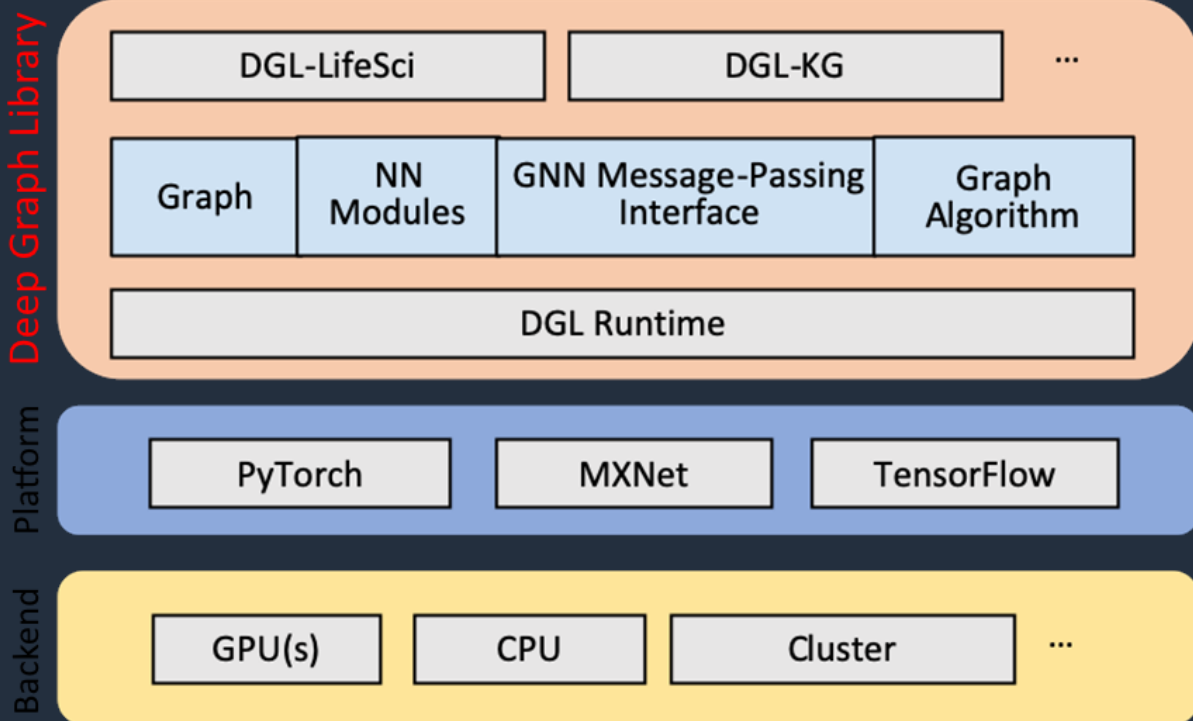 Deep Graph Library
DGL-LifeSci
DGL-KG
...
Graph
NN
Modules
GNN Message-Passing
Interface
Graph
Algorithm
DGL Runtime
Platform
PyTorch
MXNet
TensorFlow
Backend
GPU(s)
CPU
Cluster
...